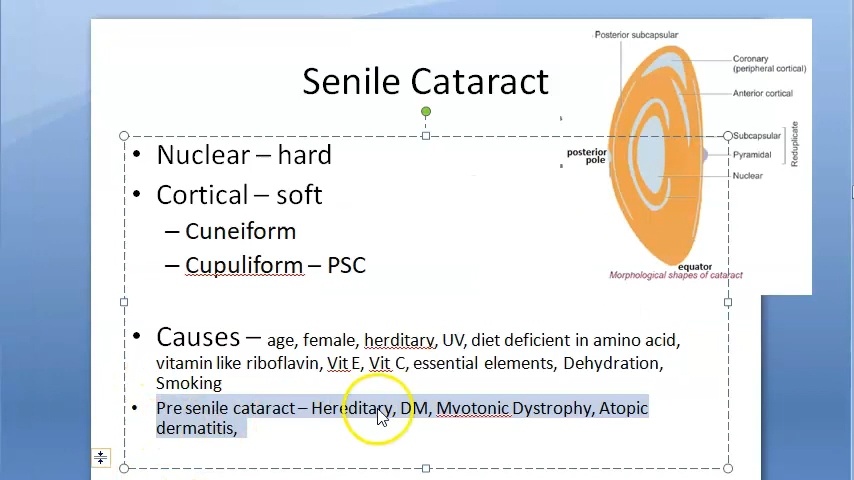 Senile Cataract
• Nuclear – hard
• Cortical – soft
– Cuneiform
– Cupuliform – PSC
• Causes – age, female, herditary, UV, diet deficient in amino acid,
vitamin like riboflavin, Vit E, Vit C, essential elements, Dehydration,
Smoking
• Pre senile cataract – Hereditary, DM, Myotonic Dystrophy, Atopic
dermatitis,
Posterior subcapsular
Coronary
(peripheral cortical)
Anterior cortical
Subcapsular
Pyramidal
Reduplicate
Nuclear
posterior
pole
equator
Morphological shapes of cataract